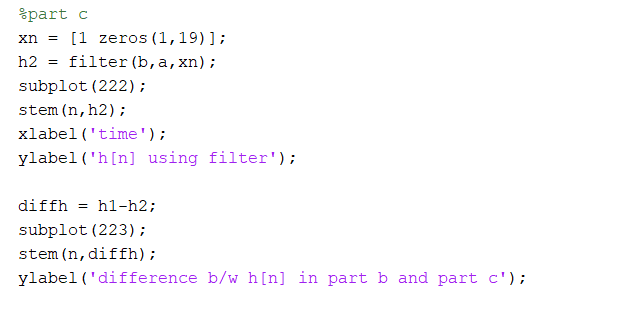 %part c
xn = [1 zeros(1,19)];
h2 = filter(b,a,xn);
subplot(222);
stem(n,h2);
xlabel('time');
ylabel('h[n] using filter');
diffh = h1-h2;
subplot(223);
stem(n,diffh);
ylabel('difference b/w h[n] in part b and part c');